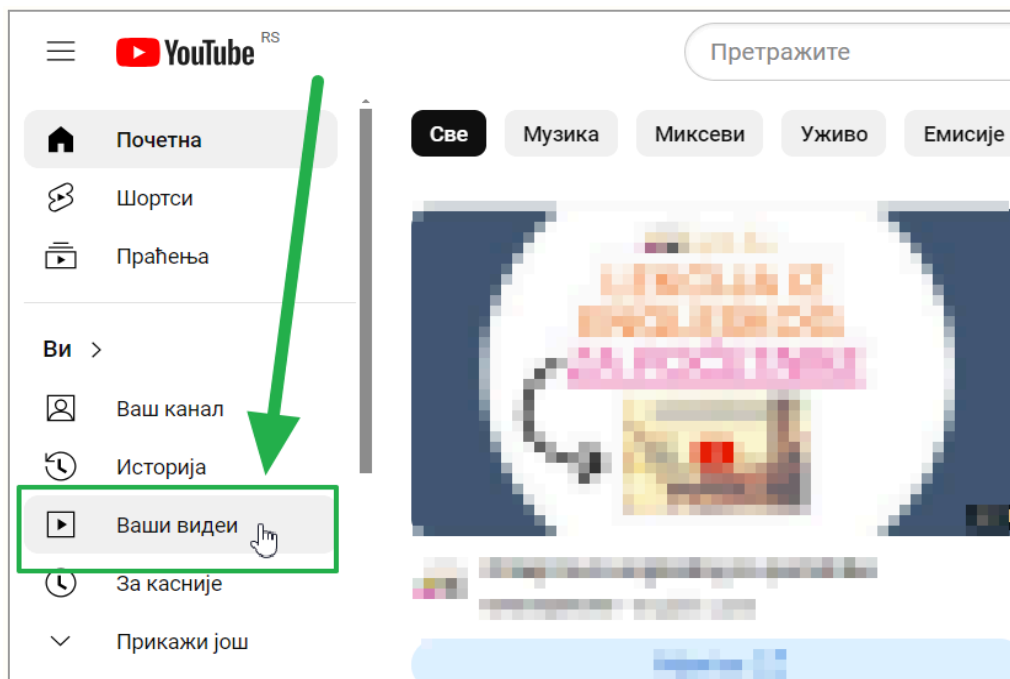 YouTube RS
Претражите
Почетна
Шортси
Праћења
Ви
Ваш канал
Историја
Ваши видеи
За касније
Прикажи још
Све Музика Миксеви Уживо Емисије